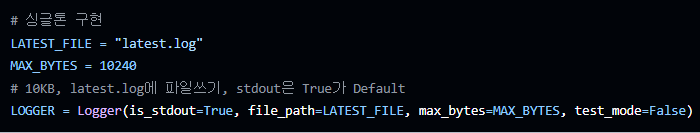 # 싱글톤 구현
LATEST_FILE = "latest.log"
MAX_BYTES = 10240
# 10KB, latest.log에 파일쓰기, stdout은 True가 Default
LOGGER = Logger(is_stdout=True, file_path=LATEST_FILE, max_bytes=MAX_BYTES, test_mode=False)